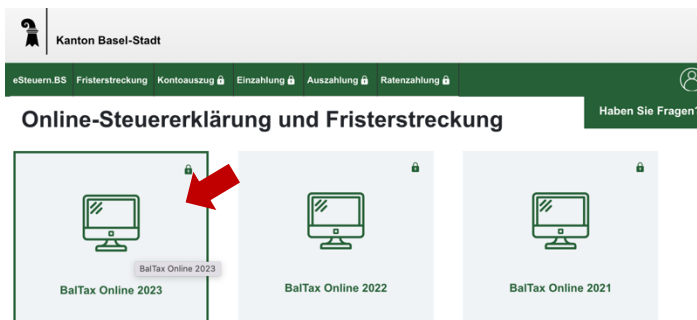 Kanton Basel-Stadt
eSteuern.BS Fristerstreckung Kontoauszug Einzahlung Auszahlung Ratenzahlung
Haben Sie Fragen?
Online-Steuererklärung und Fristerstreckung
BalTax Online 2023
BalTax Online 2023 BalTax Online 2022 BalTax Online 2021